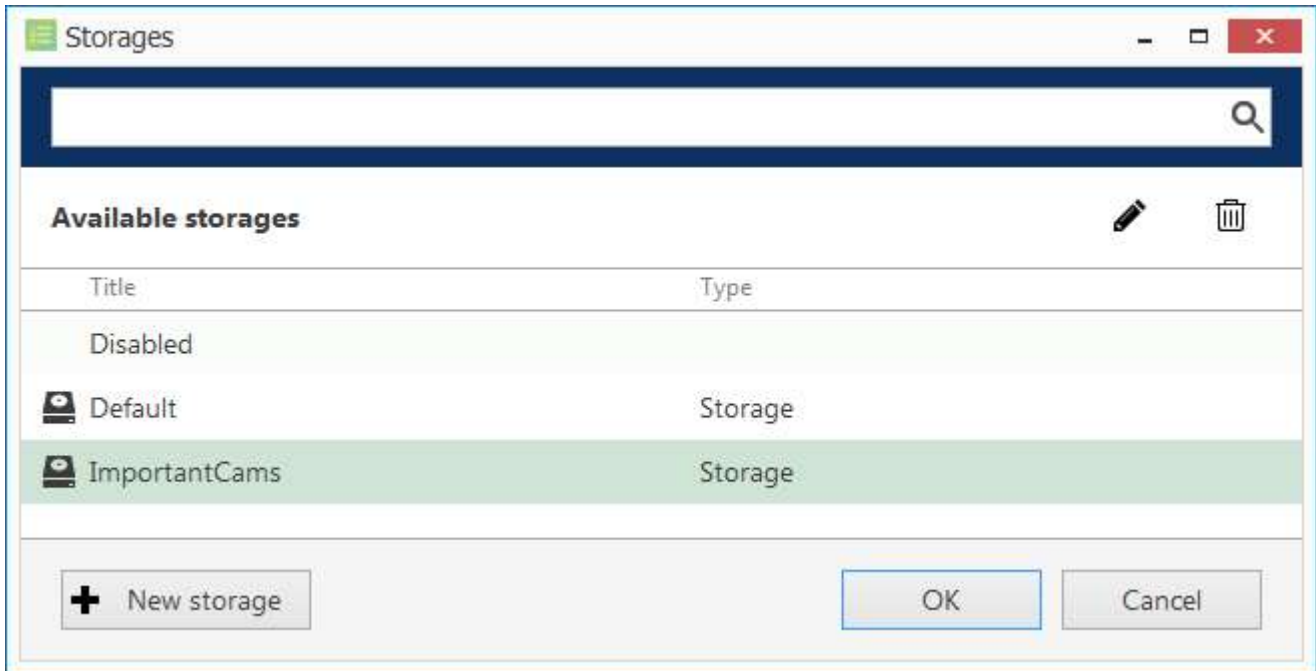 Storages
Available storages
Title Type
Disabled
Default Storage
ImportantCams Storage
New storage OK Cancel